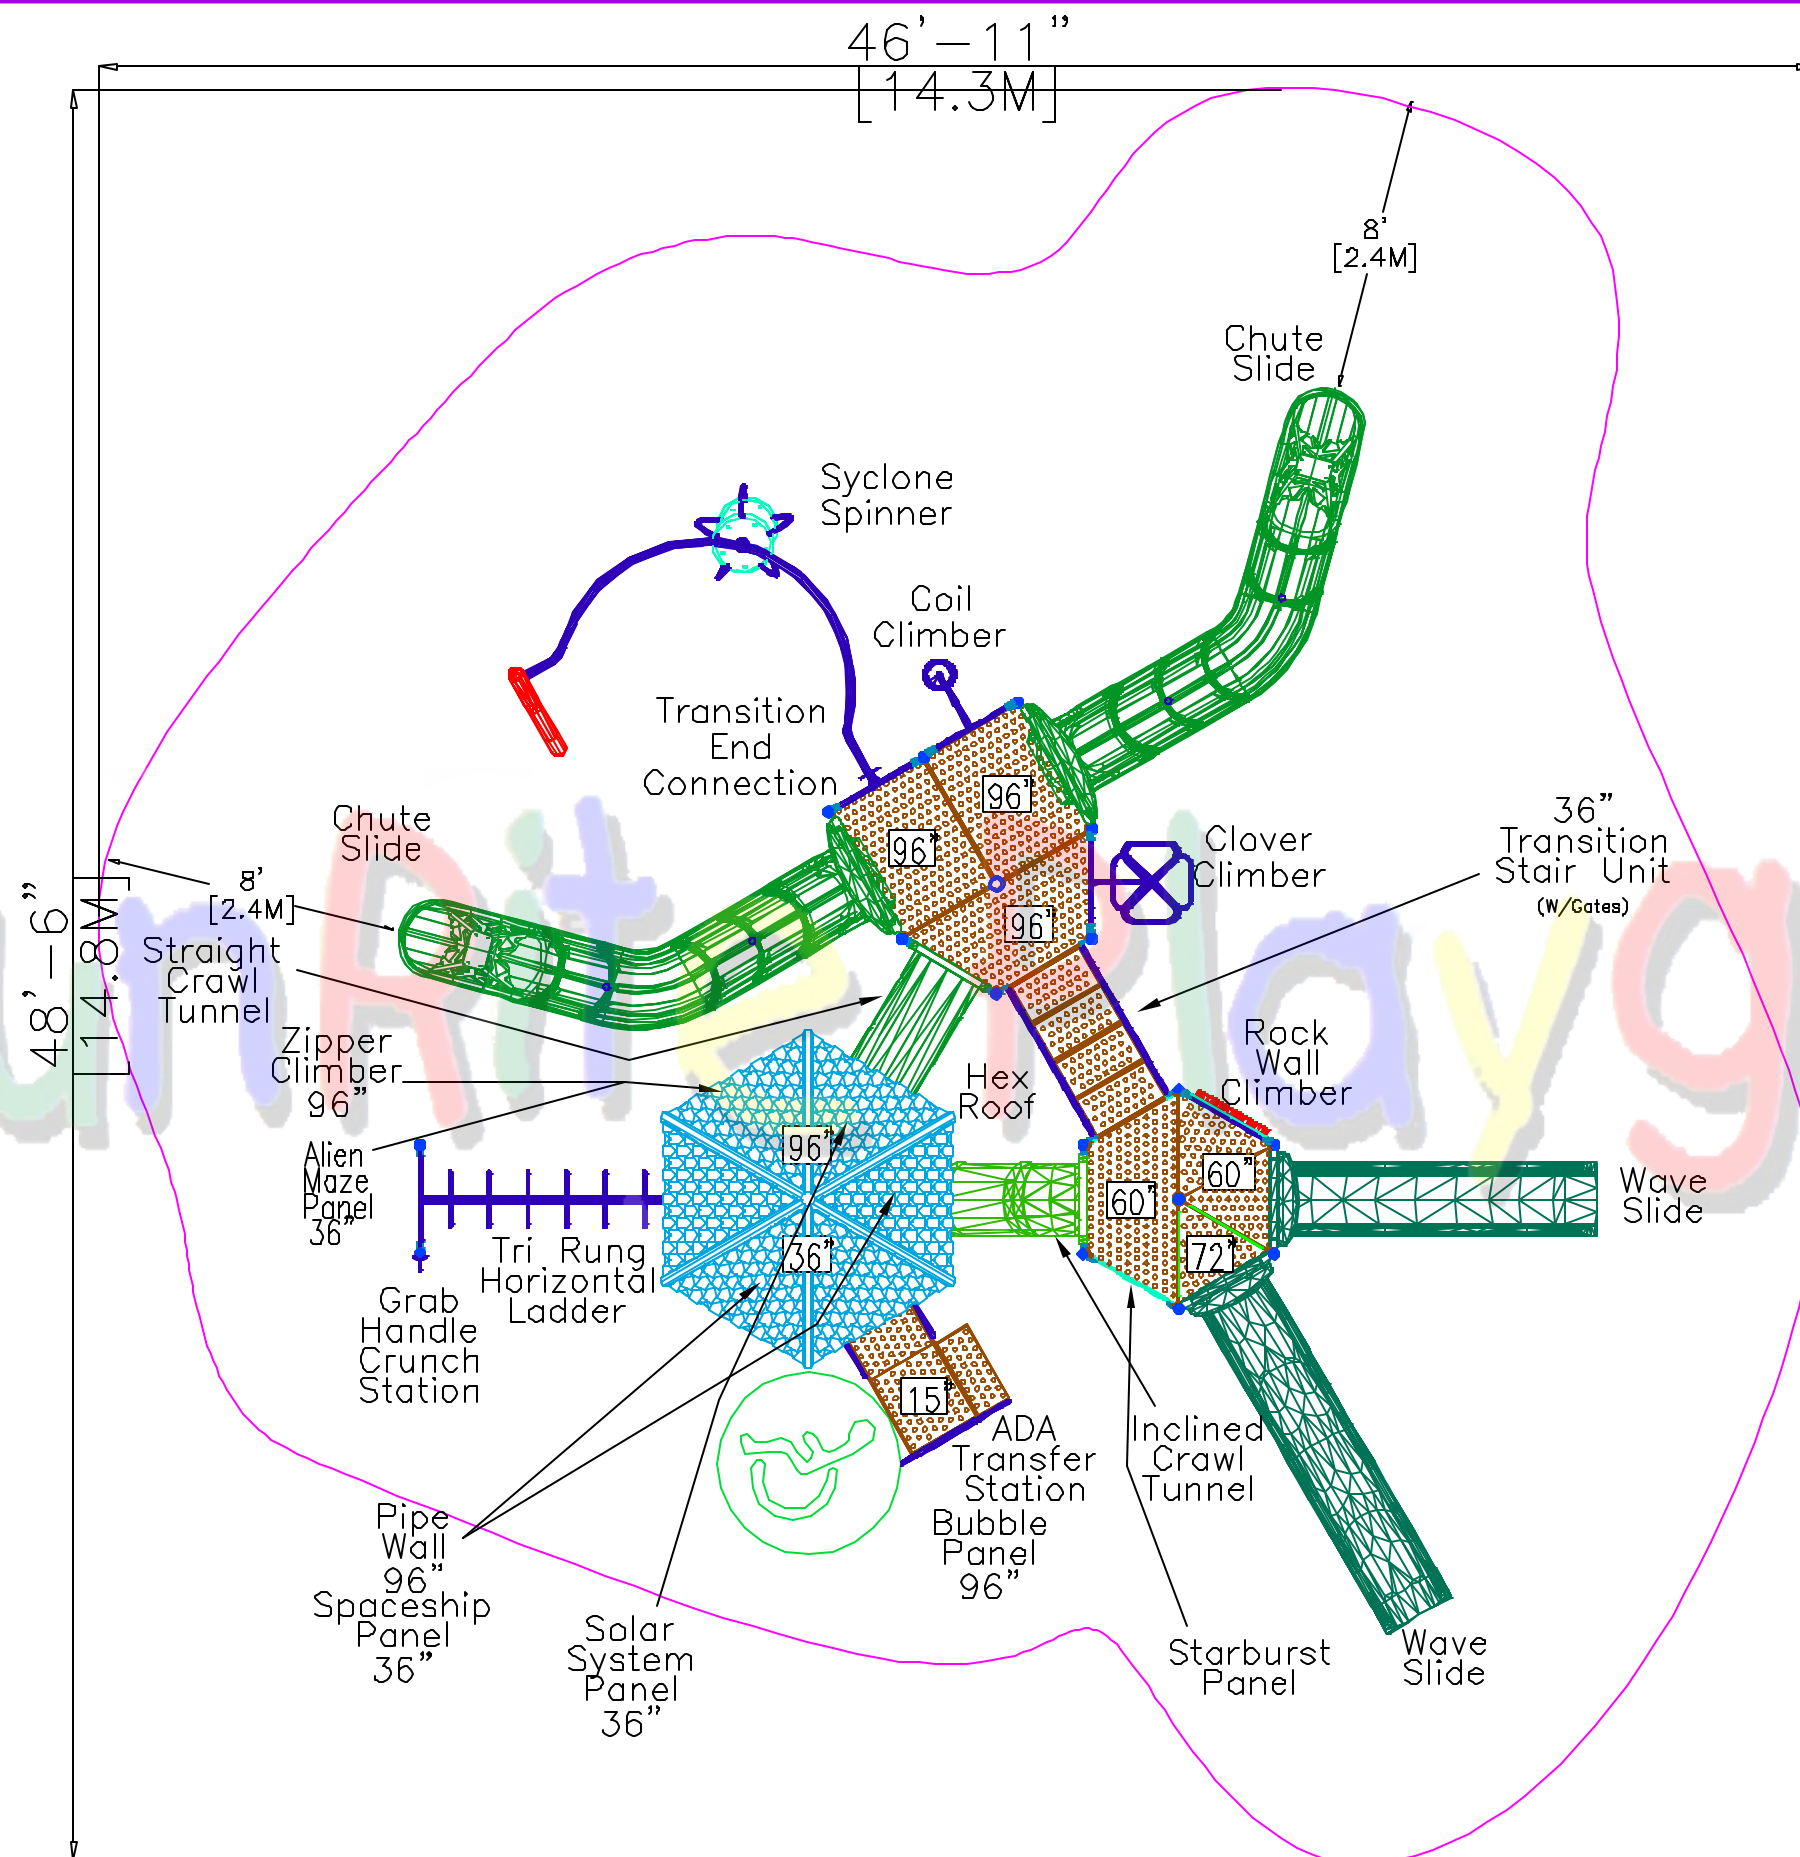 46'-11"
[14.3M]
8'
[2.4M]
Chute
Slide
Syclone
Spinner
Coil
Climber
Transition
End
Connection
96"
96"
96"
Chute
Slide
8'
[2.4M]
48'-6"
[14.8M]
Clover
Climber
36"
Transition
Stair Unit
(W/Gates)
Straight
Crawl
Tunnel
Zipper
Climber
96"
Hex
Roof
Rock
Wall
Climber
Alien
Maze
Panel
36"
96"
36"
60"
60"
72"
Wave
Slide
Tri Rung
Horizontal
Ladder
Grab
Handle
Crunch
Station
15"
ADA
Transfer
Station
Bubble
Panel
96"
Inclined
Crawl
Tunnel
Pipe
Wall
96"
Spaceship
Panel
36"
Solar
System
Panel
36"
Starburst
Panel
Wave
Slide
unRite Playg